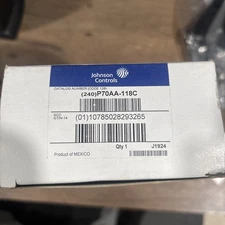 Johnson
Controls
CATALOG NUMBER (CODE 128)
(240)P70AA-118C
(01)10785028293265
Qty 1
J1924
Product of MEXICO